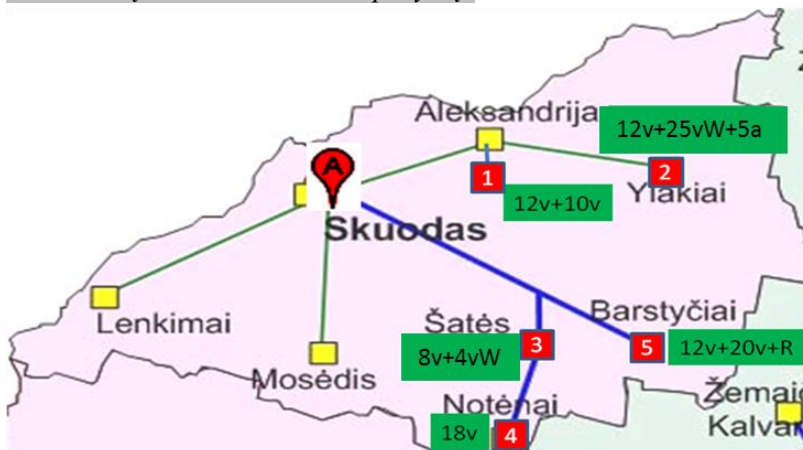 Aleksandrija
12v+25vW+5a
A
1
2
12v+10v
Ylakiai
Skuodas
Lenkimai
Šatės
Barstyčiai
8v+4vW
3
5
12v+20v+R
Mosėdis
Notėnai
18v
4
Kalvar